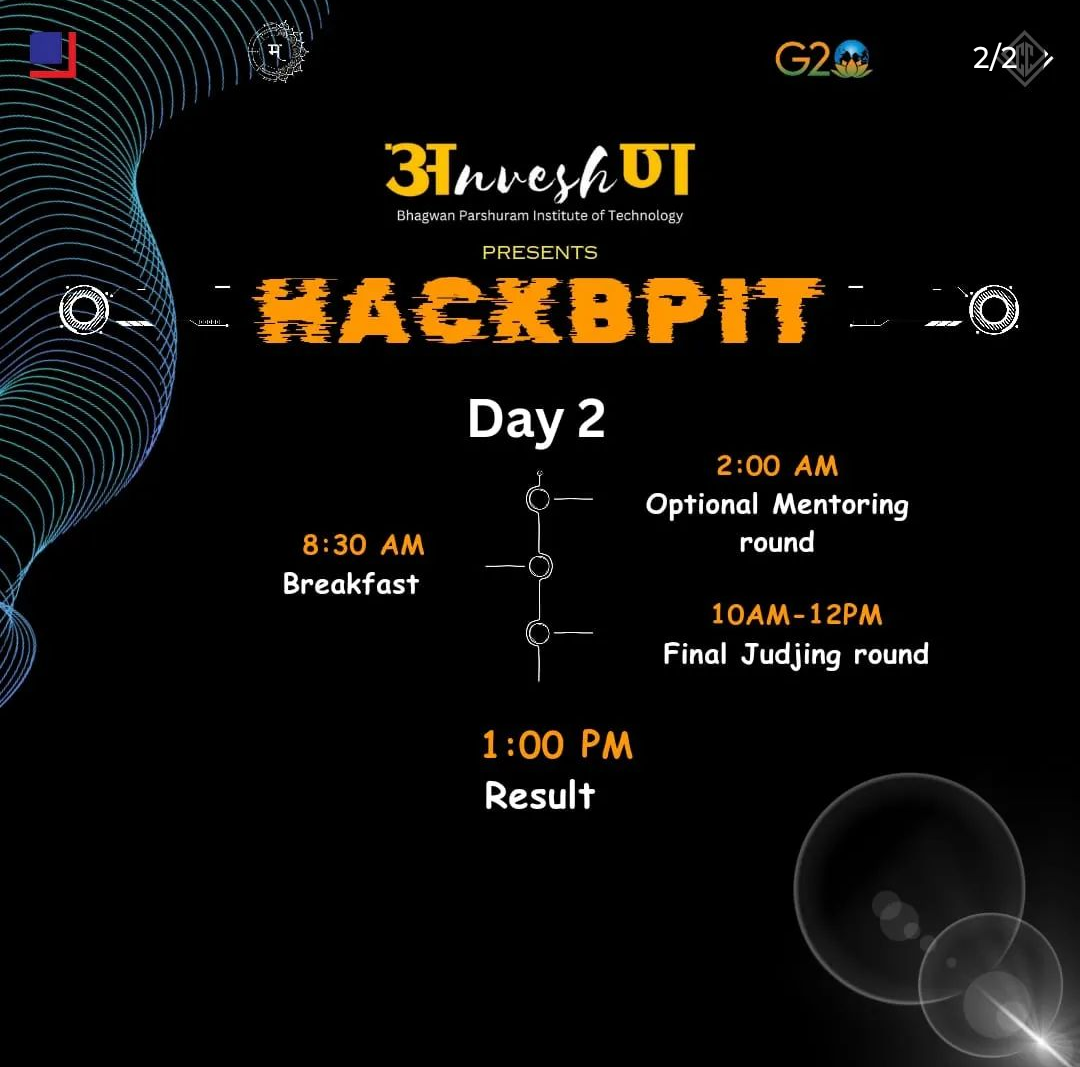 म
G20
2/2
अnveshण
Bhagwan Parshuram Institute of Technology
PRESENTS
HACKBPIT
Day 2
2:00 AM
Optional Mentoring
round
8:30 AM
Breakfast
10AM-12PM
Final Judjing round
1:00 PM
Result